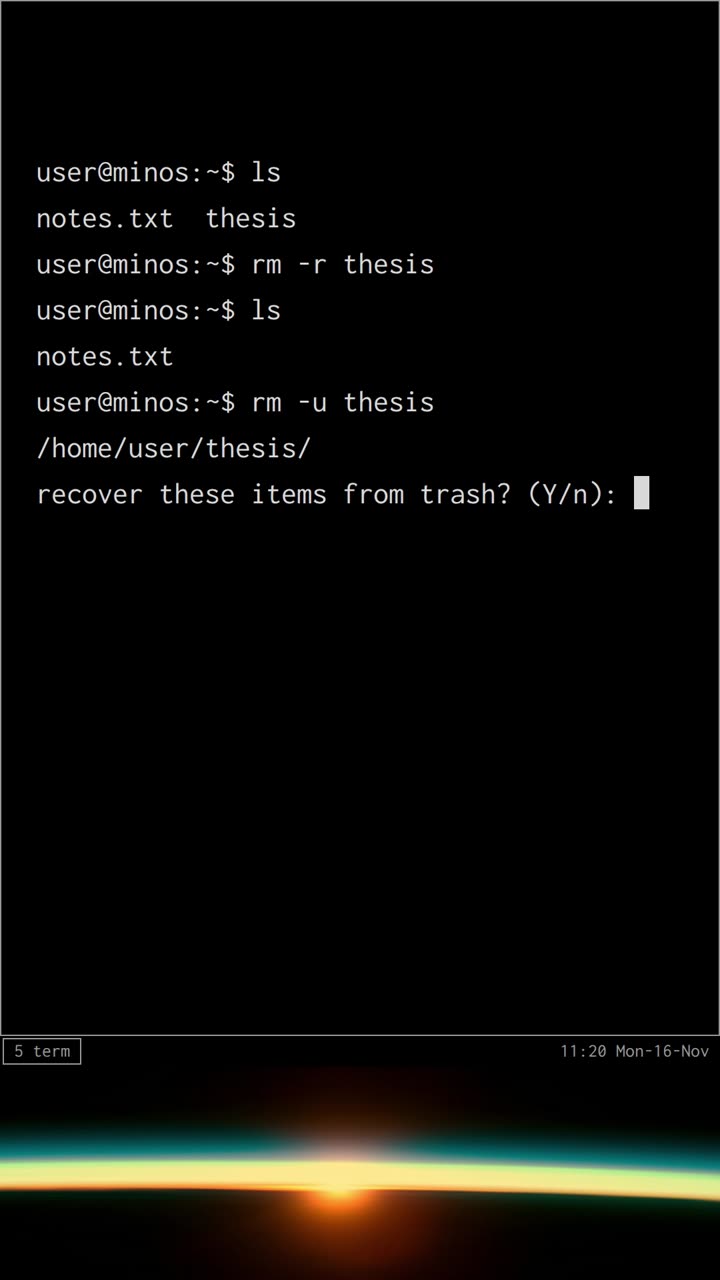 user@minos:~$ ls
notes.txt  thesis
user@minos:~$ rm -r thesis
user@minos:~$ ls
notes.txt
user@minos:~$ rm -u thesis
/home/user/thesis/
recover these items from trash? (Y/n):
5 term
11:20 Mon-16-Nov